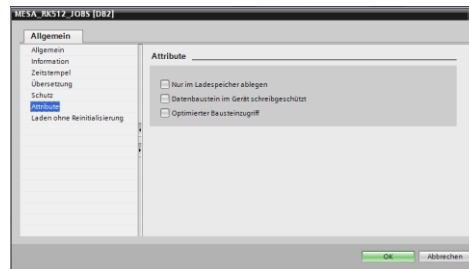 MESA_RK512_JOBS [DB2]
Allgemein
Allgemein
Information
Zeitstempel
Übersetzung
Schutz
Attribute
Laden ohne Reinitialisierung
Attribute
Nur im Ladespeicher ablegen
Datenbaustein im Gerät schreibgeschützt
Optimierter Bausteinzugriff
OK
Abbrechen